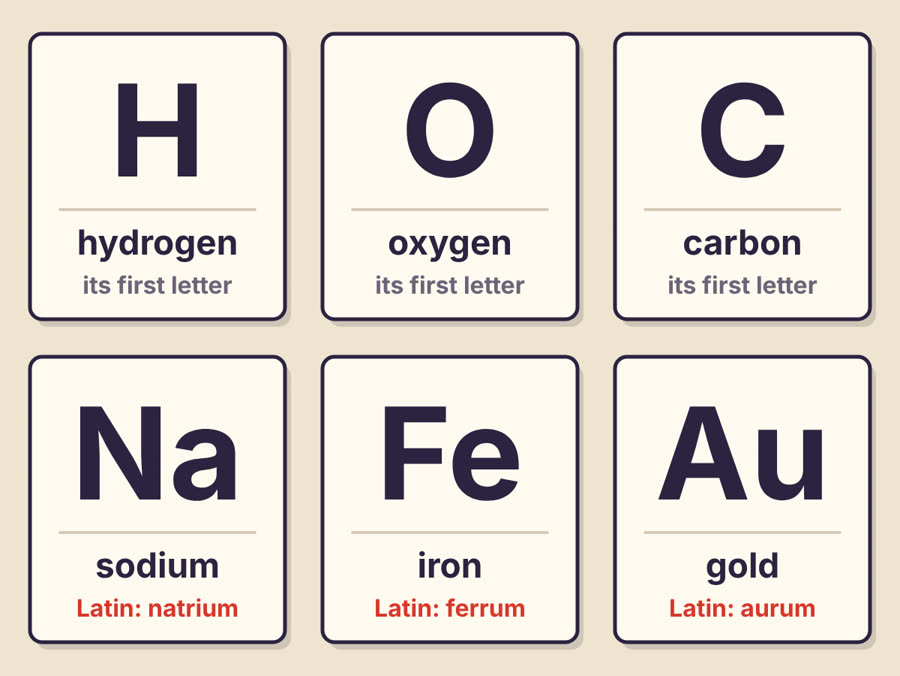 H
hydrogen
its first letter
O
oxygen
its first letter
C
carbon
its first letter
Na
sodium
Latin: natrium
Fe
iron
Latin: ferrum
Au
gold
Latin: aurum